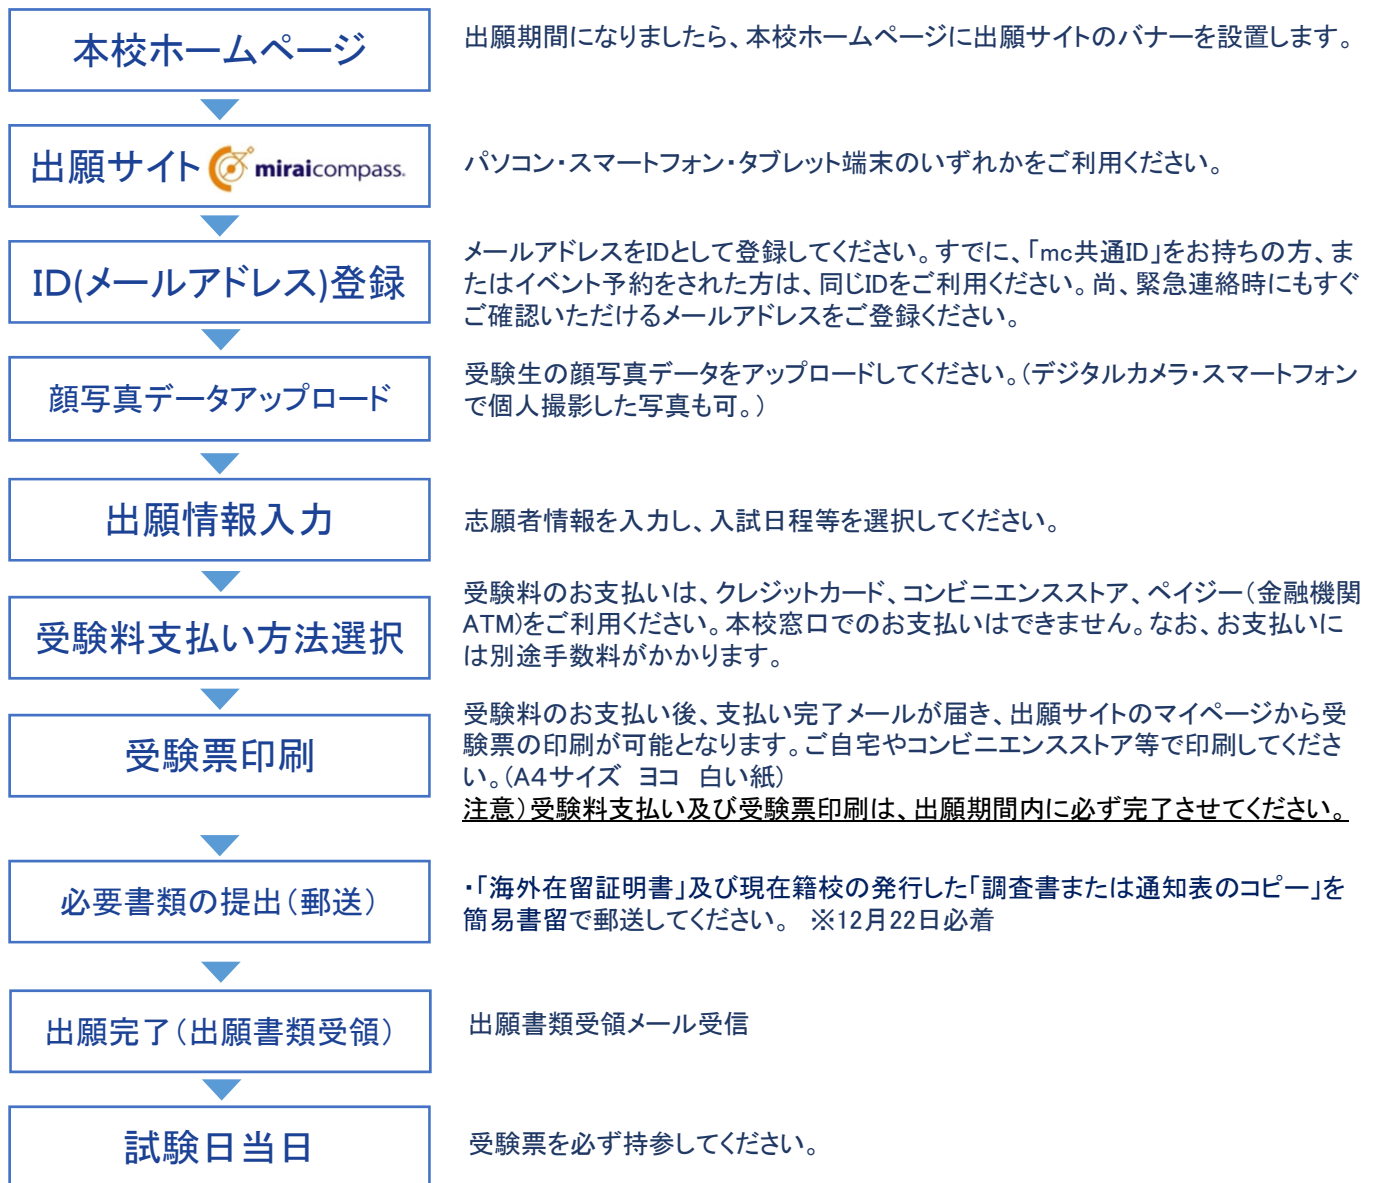 本校ホームページ
出願期間になりましたら、本校ホームページに出願サイトのバナーを設置します。
出願サイト miraicompass.
パソコン・スマートフォン・タブレット端末のいずれかをご利用ください。
ID(メールアドレス)登録
メールアドレスをIDとして登録してください。すでに、「mc共通ID」をお持ちの方、ま
たはイベント予約をされた方は、同じIDをご利用ください。尚、緊急連絡時にもすぐ
ご確認いただけるメールアドレスをご登録ください。
顔写真データアップロード
受験生の顔写真データをアップロードしてください。(デジタルカメラ・スマートフォン
で個人撮影した写真も可。)
出願情報入力
志願者情報を入力し、入試日程等を選択してください。
受験料支払い方法選択
受験料のお支払いは、クレジットカード、コンビニエンスストア、ペイジー(金融機関
ATM)をご利用ください。本校窓口でのお支払いはできません。なお、お支払いに
は別途手数料がかかります。
受験票印刷
受験料のお支払い後、支払い完了メールが届き、出願サイトのマイページから受
験票の印刷が可能となります。ご自宅やコンビニエンスストア等で印刷してくださ
い。(A4サイズ　ヨコ　白い紙)
注意)受験料支払い及び受験票印刷は、出願期間内に必ず完了させてください。
必要書類の提出(郵送)
・「海外在留証明書」及び現在籍校の発行した「調査書または通知表のコピー」を
簡易書留で郵送してください。　※12月22日必着
出願完了(出願書類受領)
出願書類受領メール受信
試験日当日
受験票を必ず持参してください。